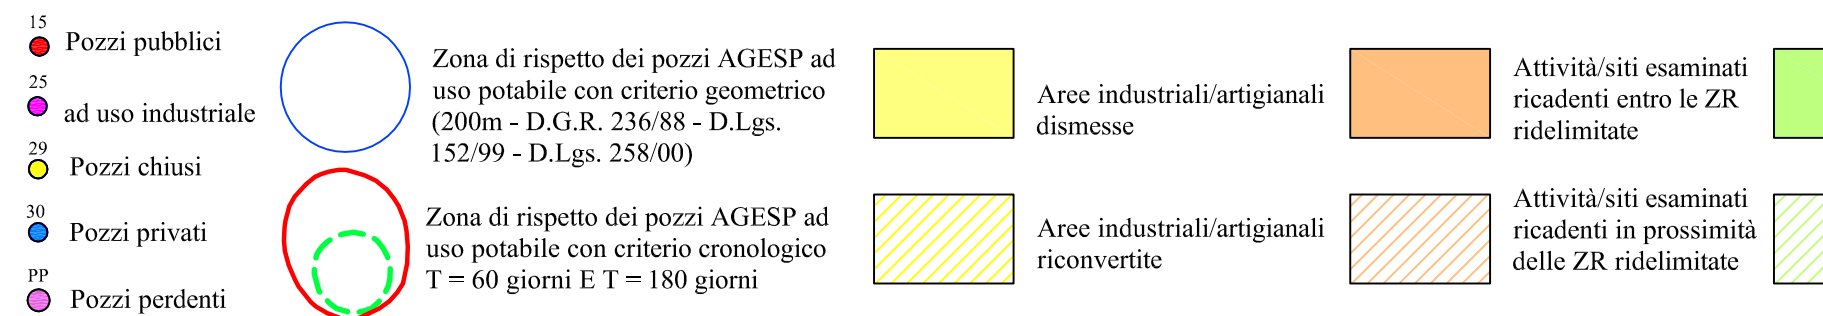 15
Pozzi pubblici
25
ad uso industriale
29
Pozzi chiusi
30
Pozzi privati
PP
Pozzi perdenti
Zona di rispetto dei pozzi AGESP ad
uso potabile con criterio geometrico
(200m - D.G.R. 236/88 - D.Lgs.
152/99 - D.Lgs. 258/00)
Zona di rispetto dei pozzi AGESP ad
uso potabile con criterio cronologico
T = 60 giorni E T = 180 giorni
Aree industriali/artigianali
dismesse
Aree industriali/artigianali
riconvertite
Attività/siti esaminati
ricadenti entro le ZR
ridelimitate
Attività/siti esaminati
ricadenti in prossimità
delle ZR ridelimitate